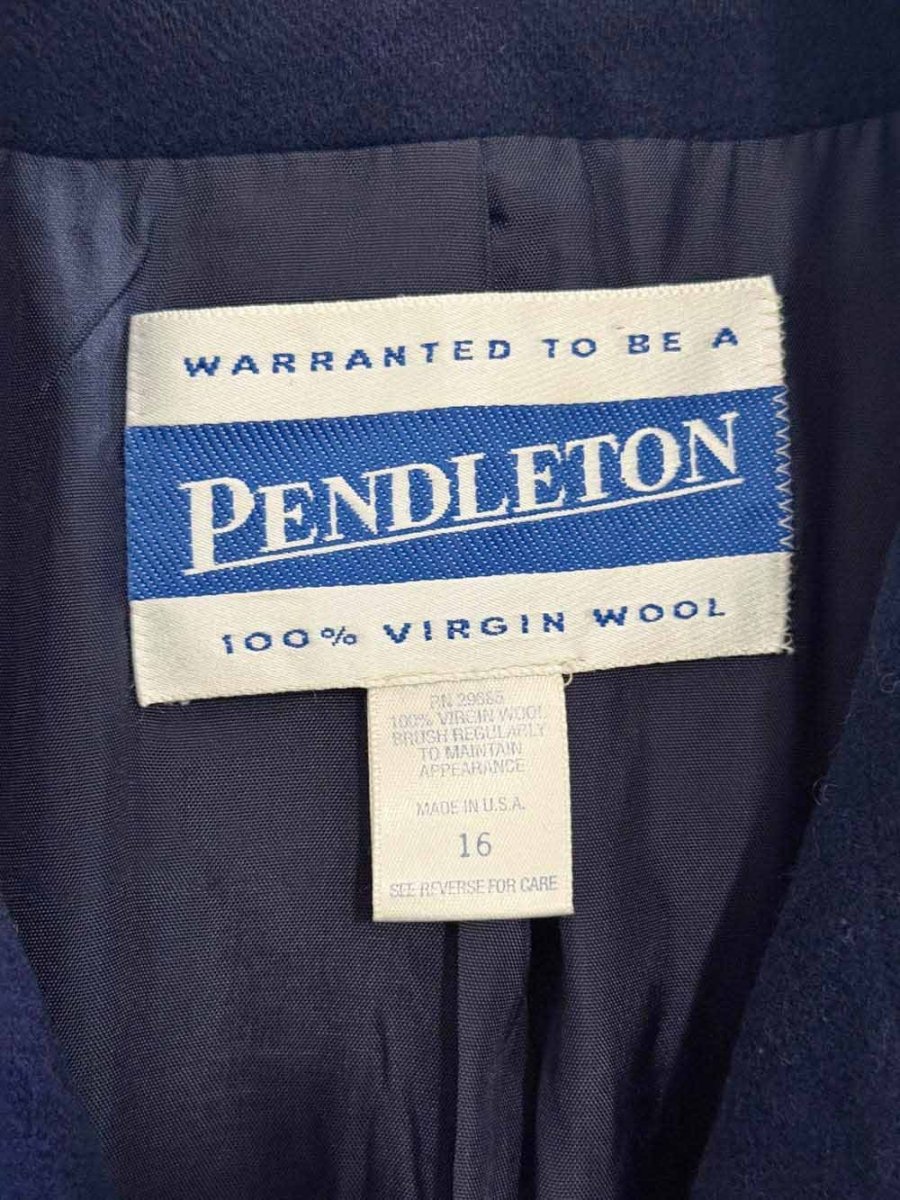 WARRANTED TO BE A
PENDLETON
100% VIRGIN WOOL
RN 29685
100% VIRGIN WOOL
BRUSH REGULARLY
TO MAINTAIN
APPEARANCE
MADE IN U.S.A.
16
SEE REVERSE FOR CARE